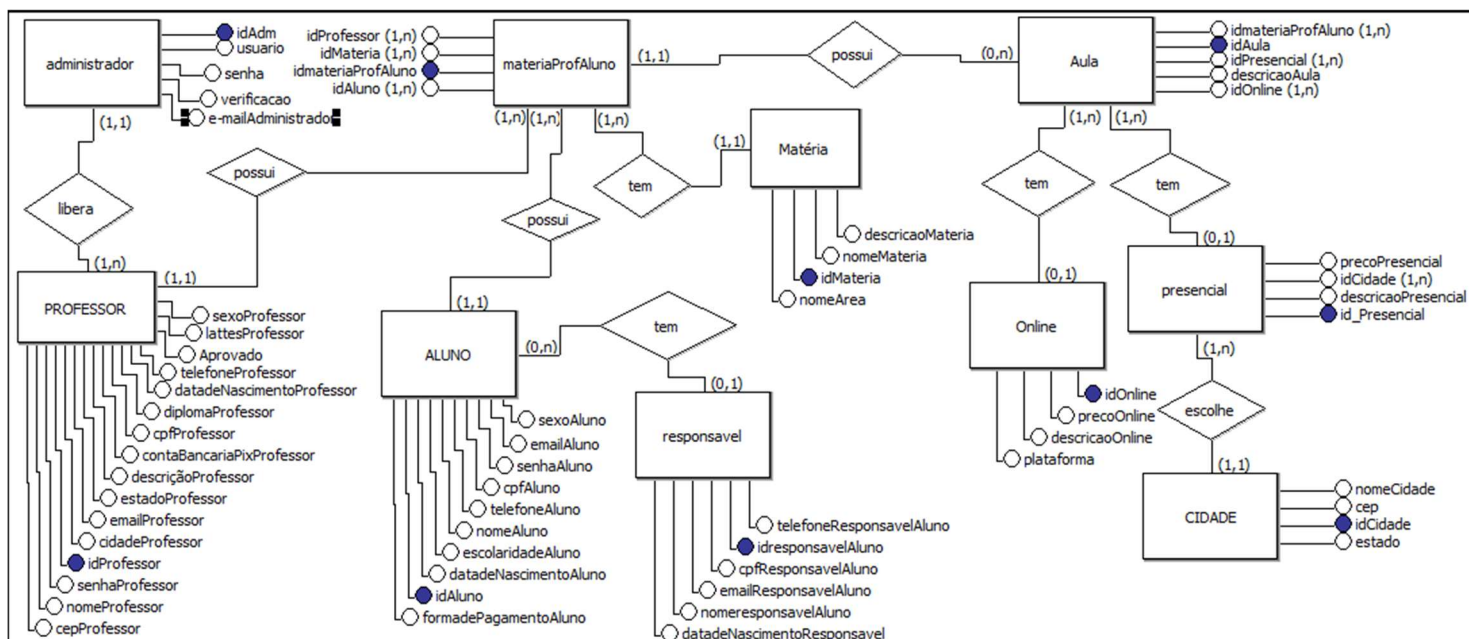 administrador
idAdm
usuario
senha
verificacao
e-mailAdministrador
(1,1)
libera
(1,n)
PROFESSOR
(1,1)
possui
(1,n)
sexoProfessor
lattesProfessor
Aprovado
telefoneProfessor
datadeNascimentoProfessor
diplomaProfessor
cpfProfessor
contaBancariaPixProfessor
descriçãoProfessor
estadoProfessor
emailProfessor
cidadeProfessor
idProfessor
senhaProfessor
nomeProfessor
cepProfessor
idProfessor (1,n)
idMateria (1,n)
idmateriaProfAluno
idAluno (1,n)
materiaProfAluno
(1,1)
possui
(0,n)
(1,n)
possui
(1,1)
(1,n)
tem
(1,1)
Matéria
descricaoMateria
nomeMateria
idMateria
nomeArea
ALUNO
(0,n)
tem
(0,1)
sexoAluno
emailAluno
senhaAluno
cpfAluno
telefoneAluno
nomeAluno
escolaridadeAluno
datadeNascimentoAluno
idAluno
formadePagamentoAluno
responsavel
telefoneResponsavelAluno
idresponsavelAluno
cpfResponsavelAluno
emailResponsavelAluno
nomeresponsavelAluno
datadeNascimentoResponsavel
Aula
idmateriaProfAluno (1,n)
idAula
idPresencial (1,n)
descricaoAula
idOnline (1,n)
(1,n)
(1,n)
tem
tem
(0,1)
(0,1)
Online
idOnline
precoOnline
descricaoOnline
plataforma
presencial
precoPresencial
idCidade (1,n)
descricaoPresencial
id_Presencial
(1,n)
escolhe
(1,1)
CIDADE
nomeCidade
cep
idCidade
estado